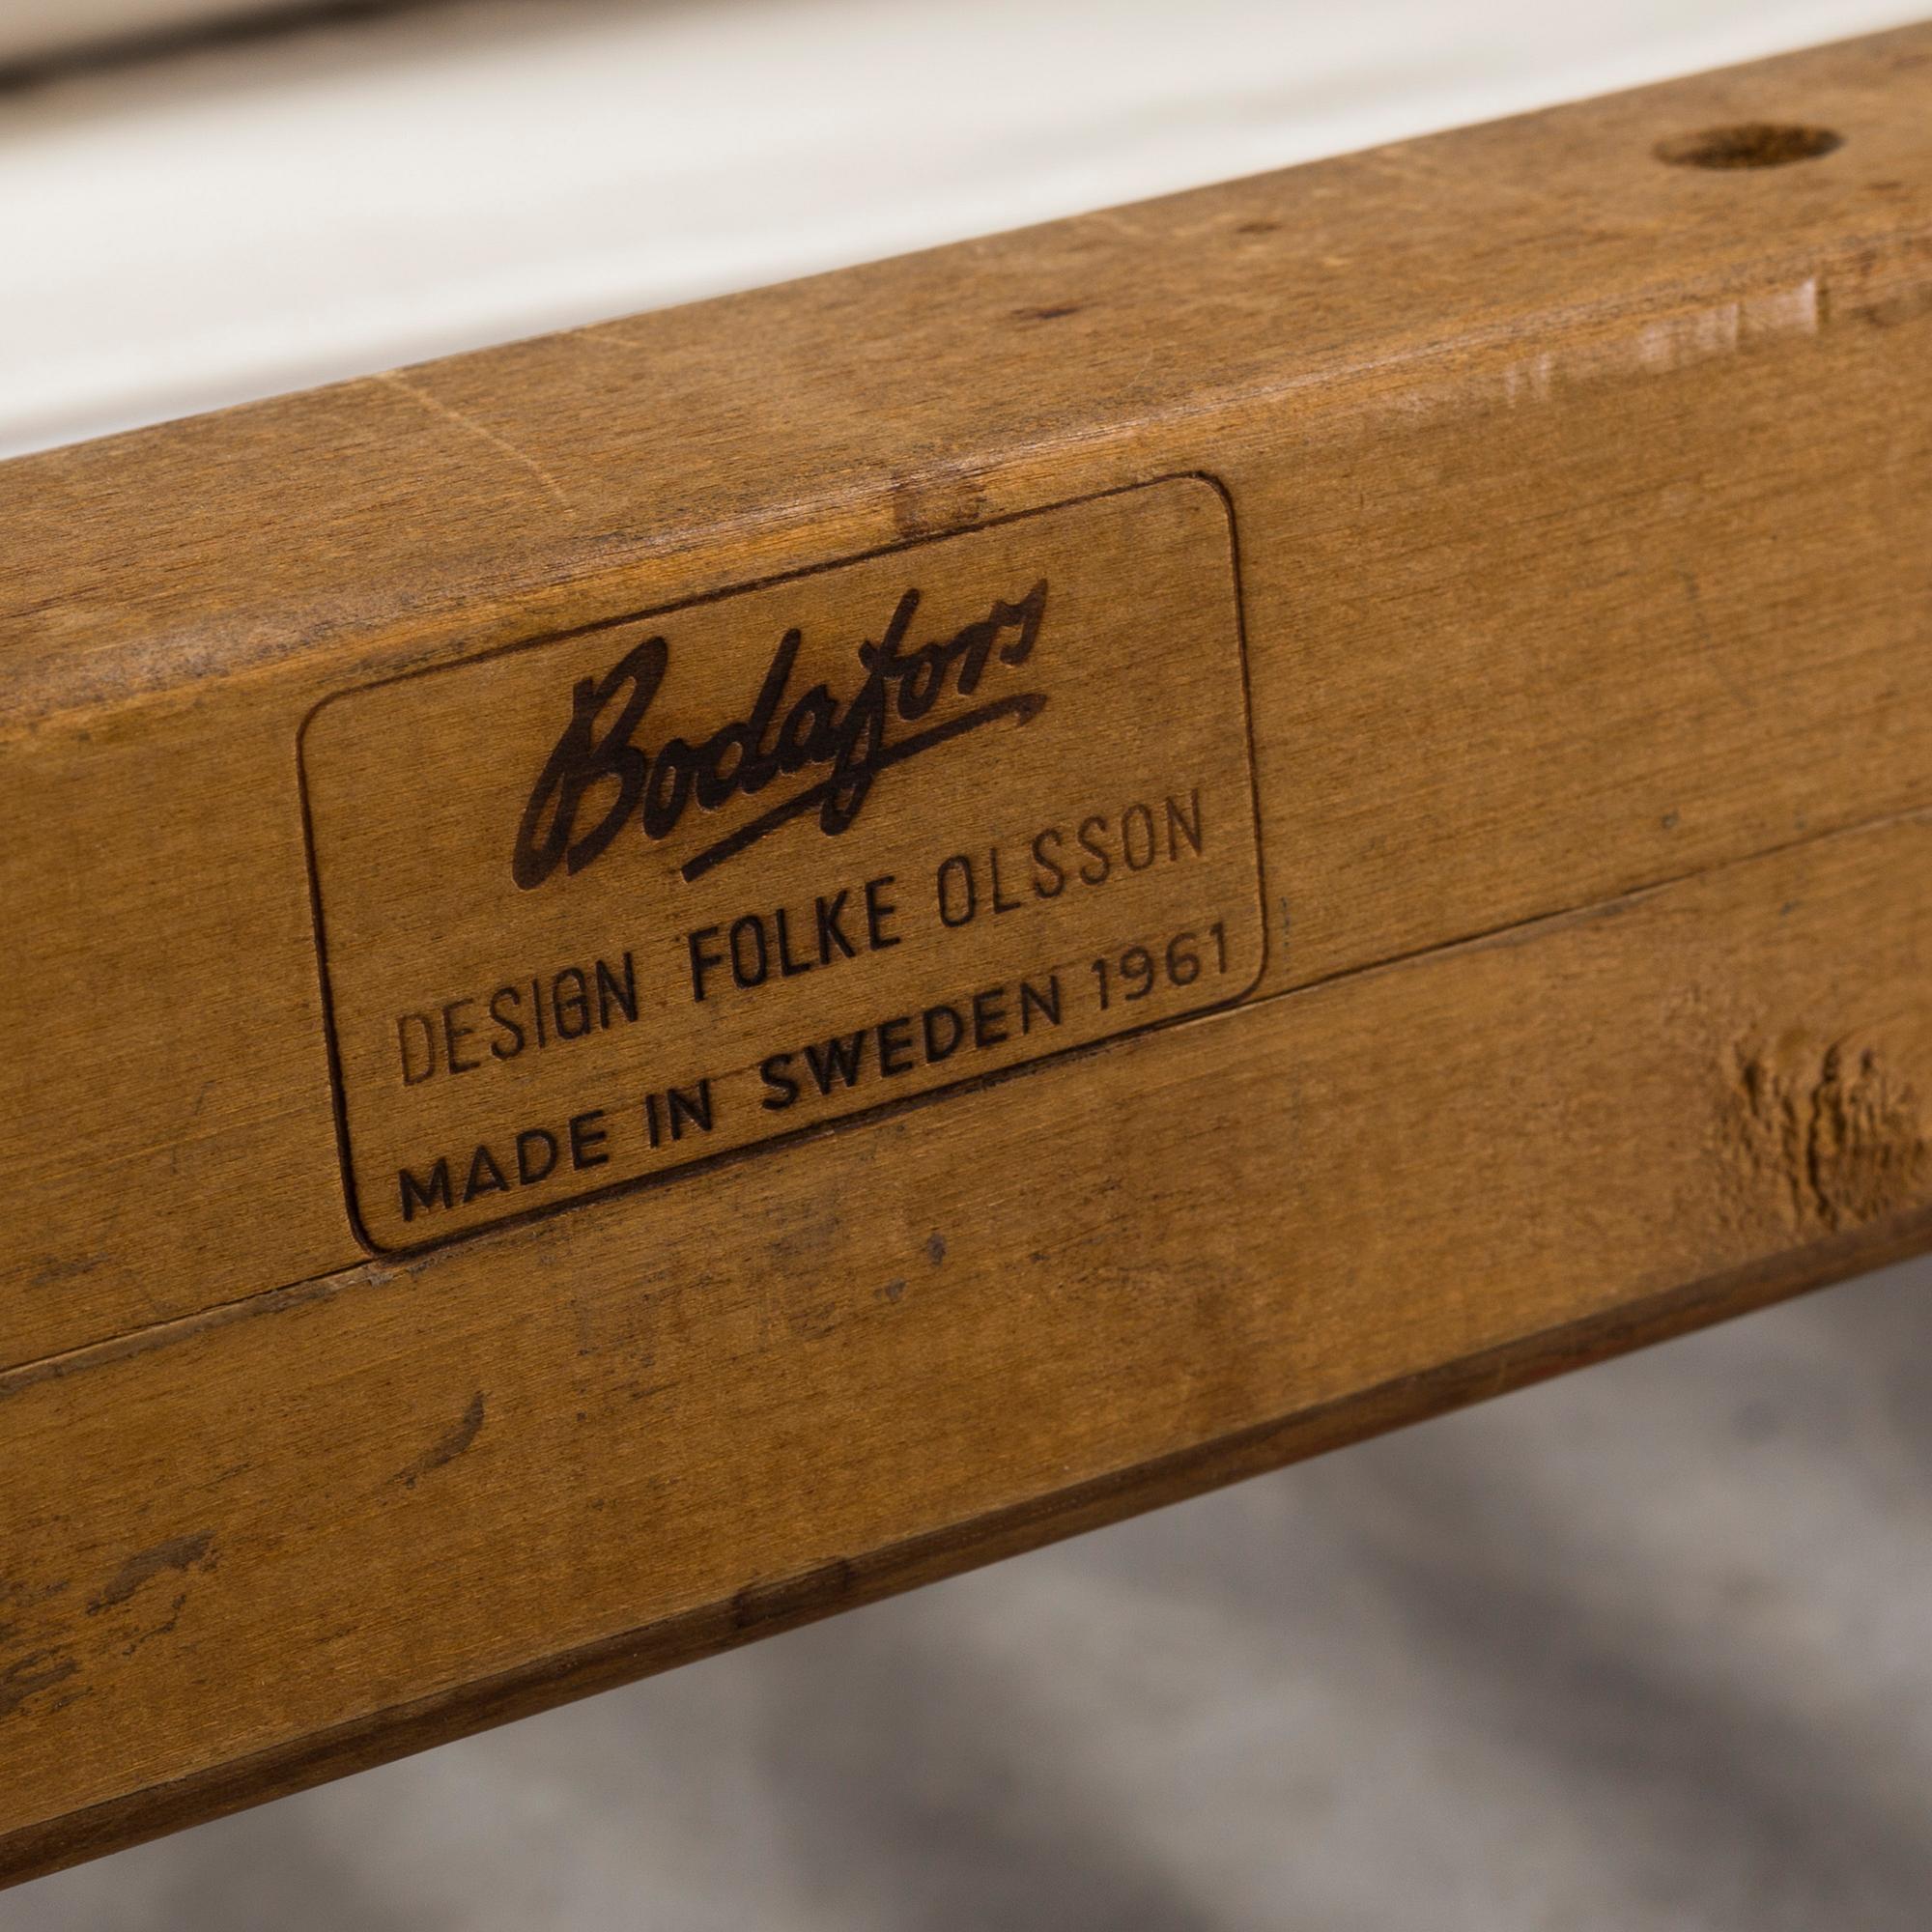 Bodafors
DESIGN FOLKE OLSSON
MADE IN SWEDEN 1961